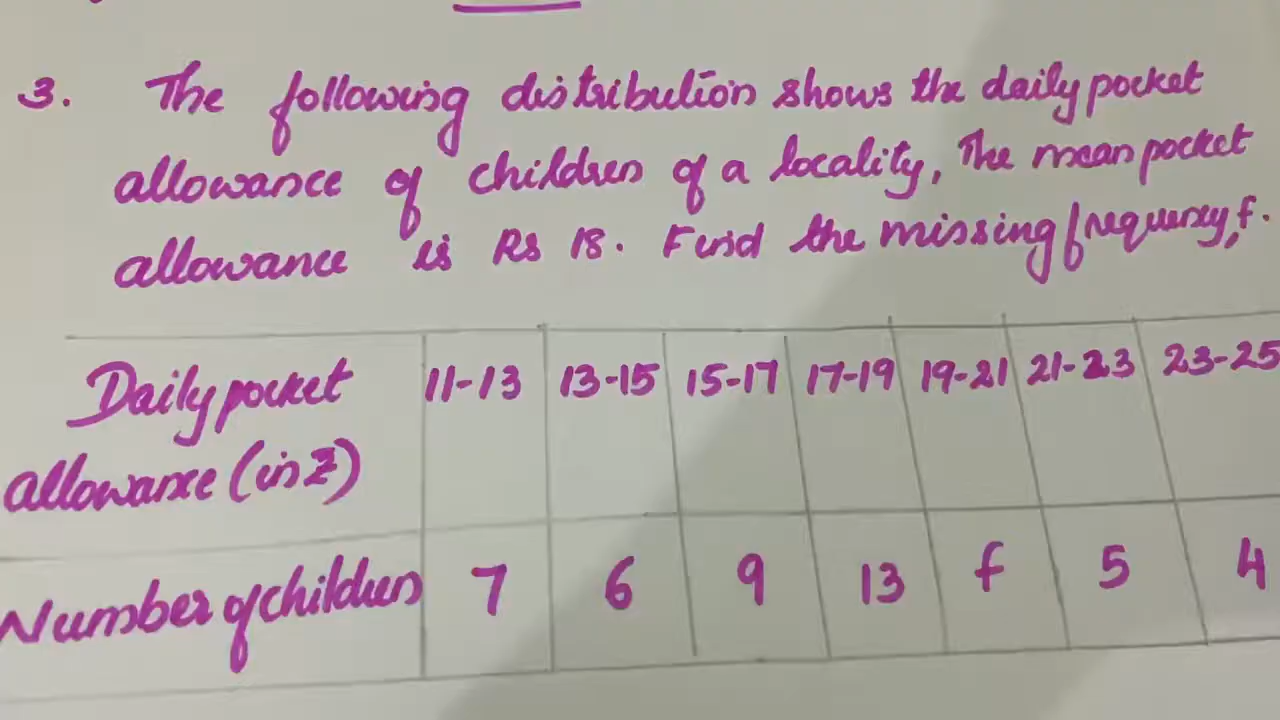 3. The following distribution shows the daily pocket
allowance of children of a locality, The mean pocket
allowance is Rs 18. Find the missing frequency, f.
Daily pocket allowance (in ₹) 11-13 13-15 15-17 17-19 19-21 21-23 23-25
Number of children 7 6 9 13 f 5 4